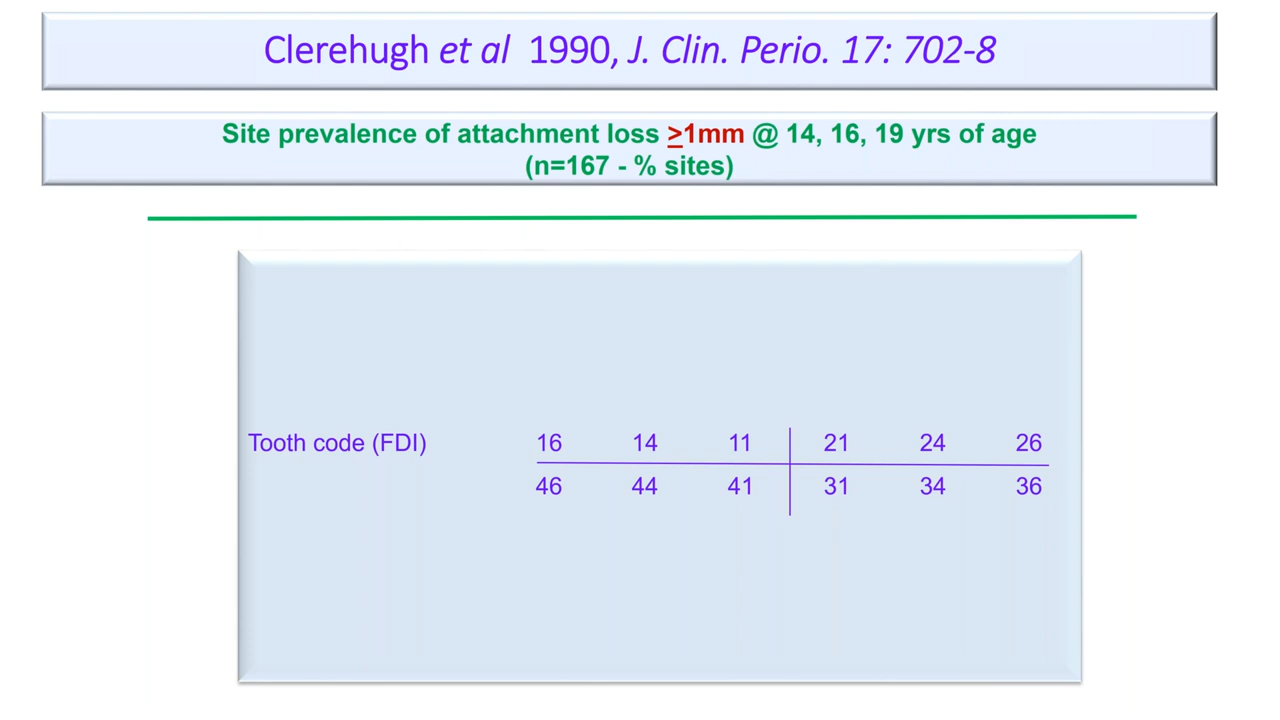 Clerehugh et al 1990, J. Clin. Perio. 17: 702-8
Site prevalence of attachment loss ≥1mm @ 14, 16, 19 yrs of age
(n=167 - % sites)
Tooth code (FDI) 16 14 11 21 24 26
46 44 41 31 34 36